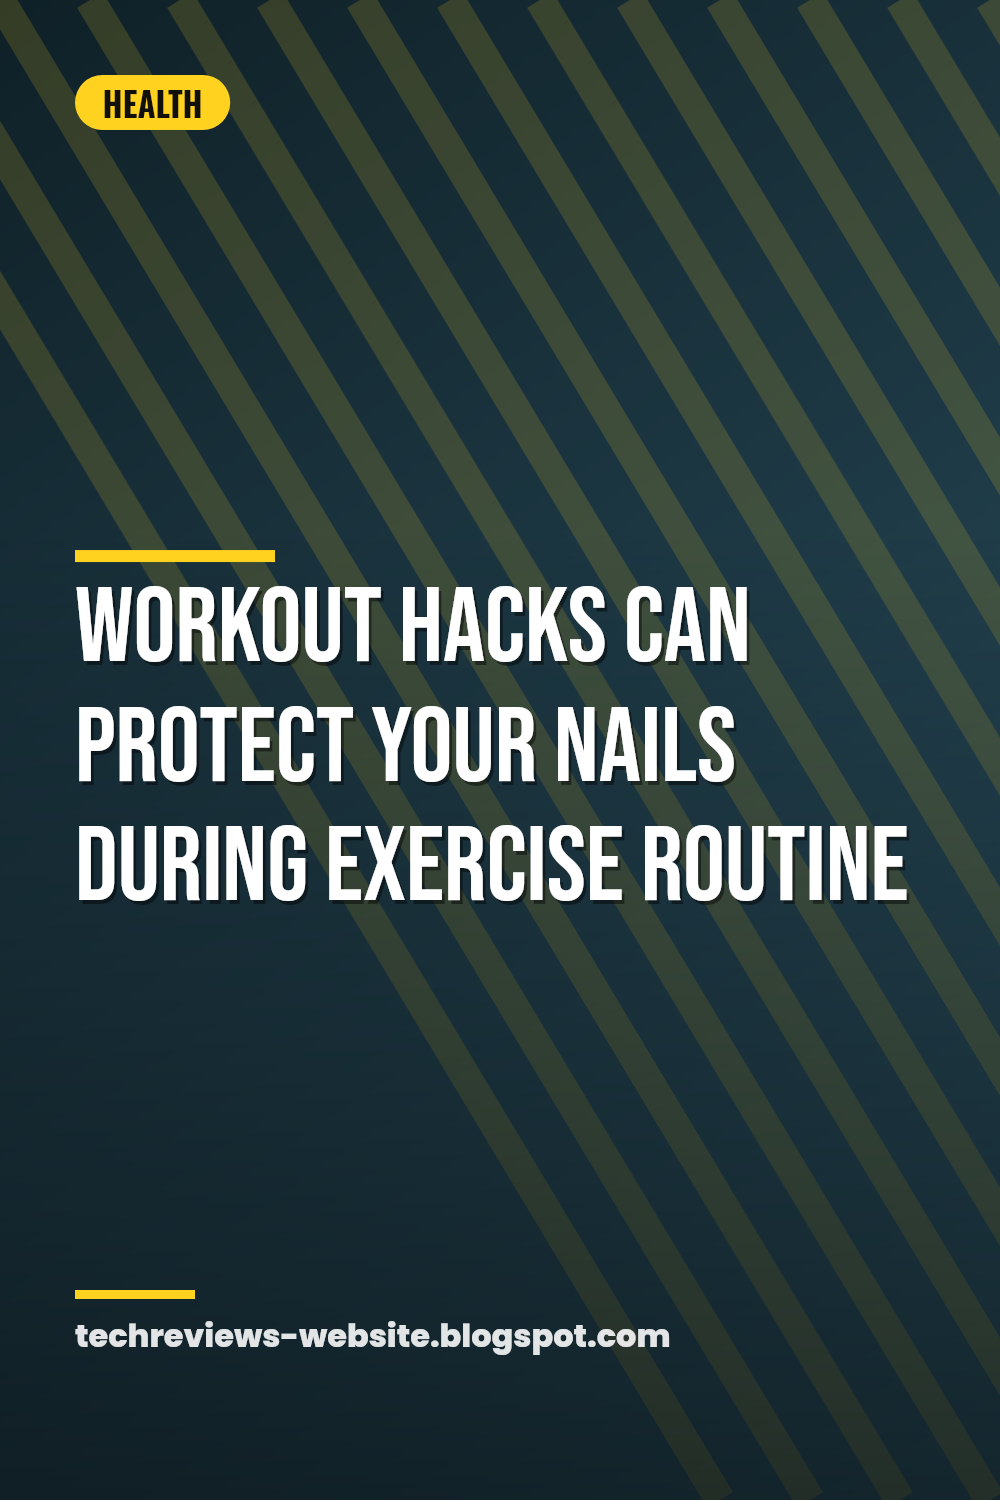 HEALTH
WORKOUT HACKS CAN
PROTECT YOUR NAILS
DURING EXERCISE ROUTINE
techreviews-website.blogspot.com